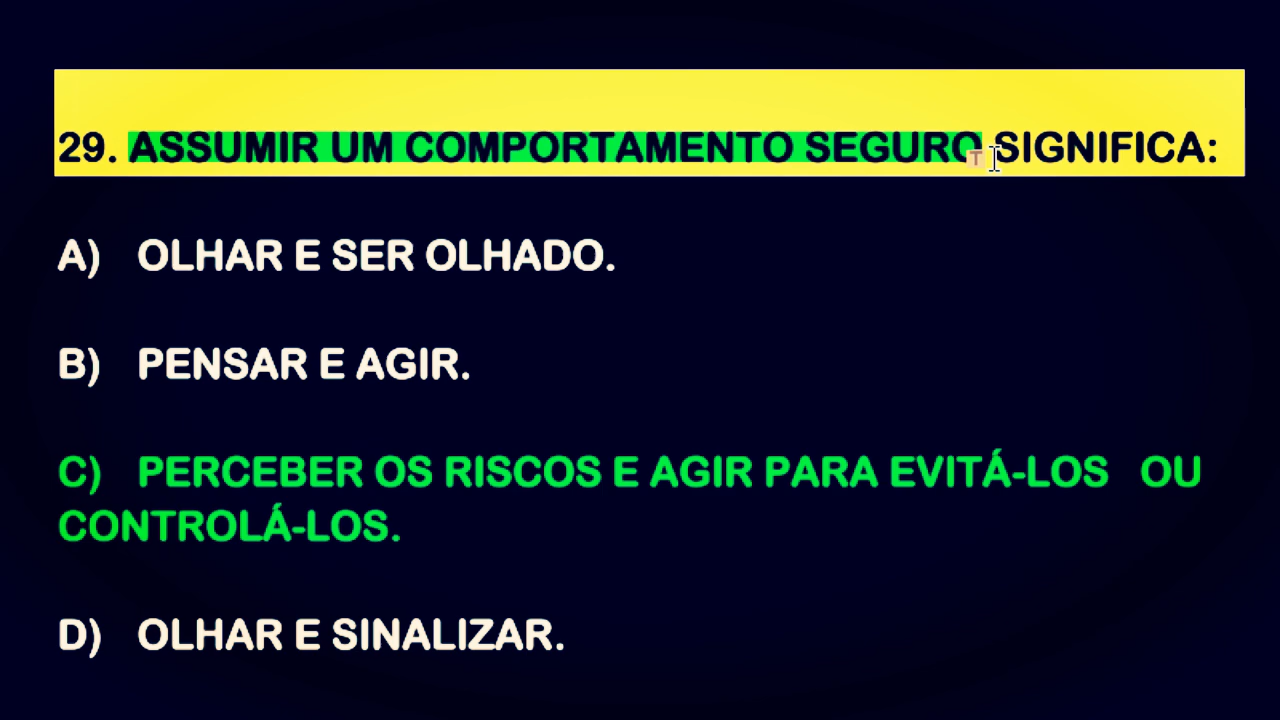 29. ASSUMIR UM COMPORTAMENTO SEGURO SIGNIFICA:
A) OLHAR E SER OLHADO.
B) PENSAR E AGIR.
C) PERCEBER OS RISCOS E AGIR PARA EVITÁ-LOS OU
CONTROLÁ-LOS.
D) OLHAR E SINALIZAR.